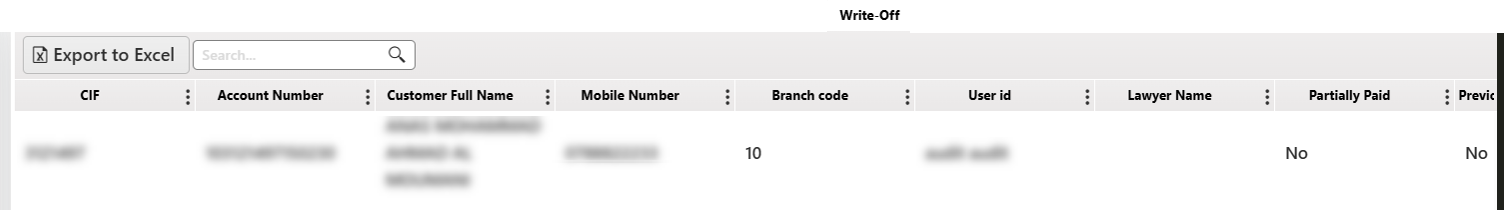 Write-Off
Export to Excel Search...
CIF Account Number Customer Full Name Mobile Number Branch code User id Lawyer Name Partially Paid Previc
10 No No